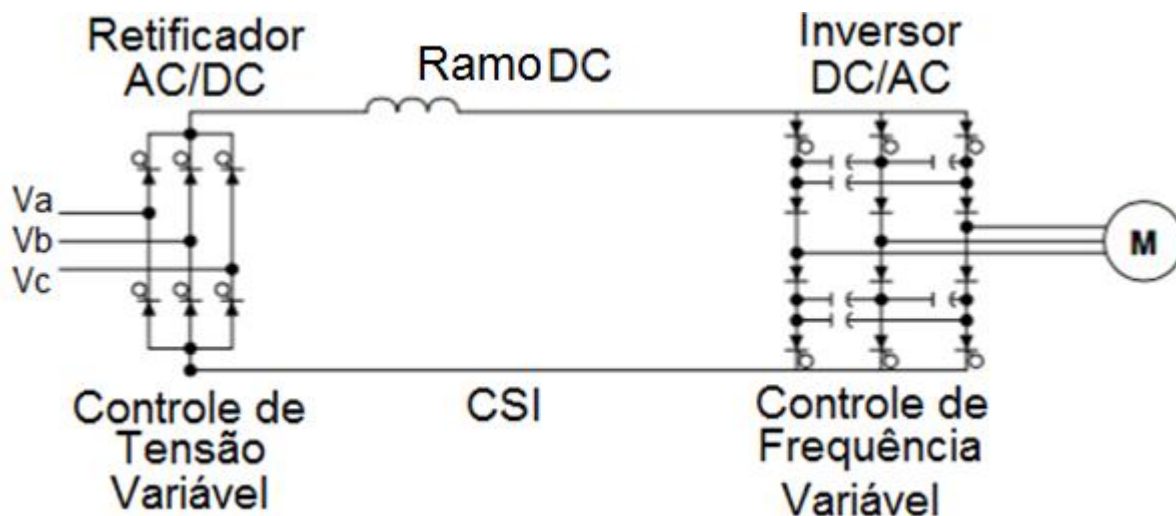 Retificador
AC/DC
Ramo DC
Inversor
DC/AC
Va
Vb
Vc
M
Controle de
Tensão
Variável
CSI
Controle de
Frequência
Variável